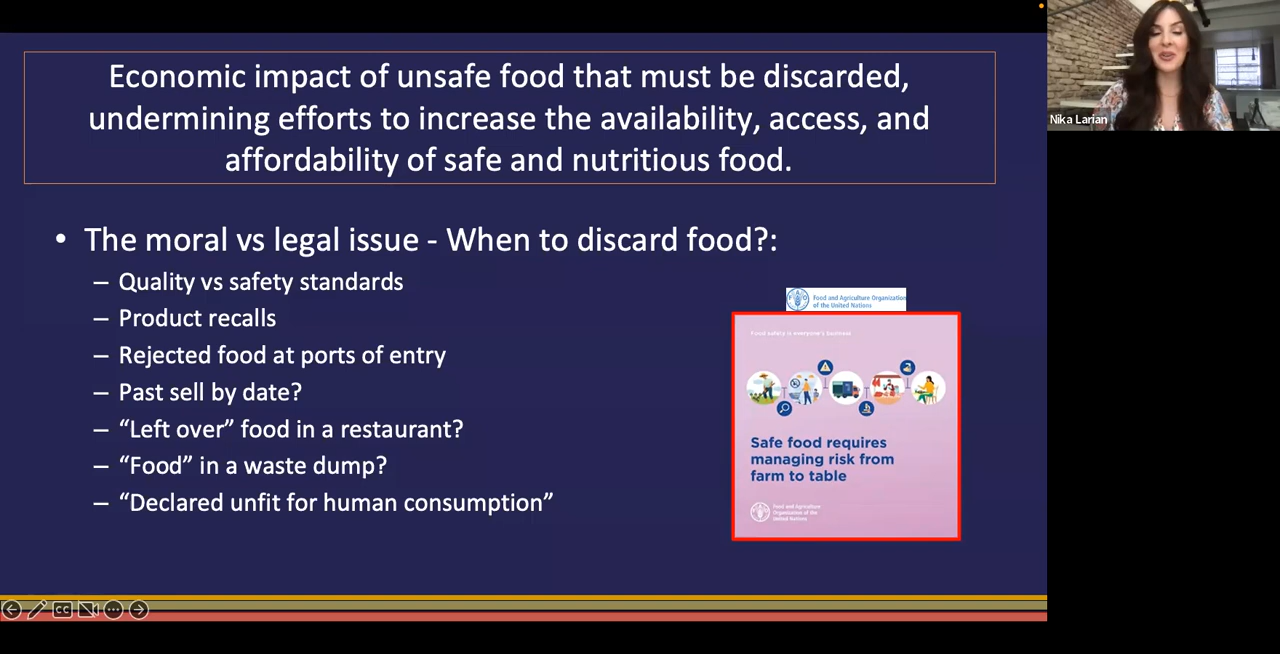 Economic impact of unsafe food that must be discarded,
undermining efforts to increase the availability, access, and
affordability of safe and nutritious food.
• The moral vs legal issue - When to discard food?:
– Quality vs safety standards
– Product recalls
– Rejected food at ports of entry
– Past sell by date?
– “Left over” food in a restaurant?
– “Food” in a waste dump?
– “Declared unfit for human consumption”
Food and Agriculture Organization
of the United Nations
Food safety is everyone's business
Safe food requires
managing risk from
farm to table
Food and Agriculture
Organization of the
United Nations
CC
Nika Larian